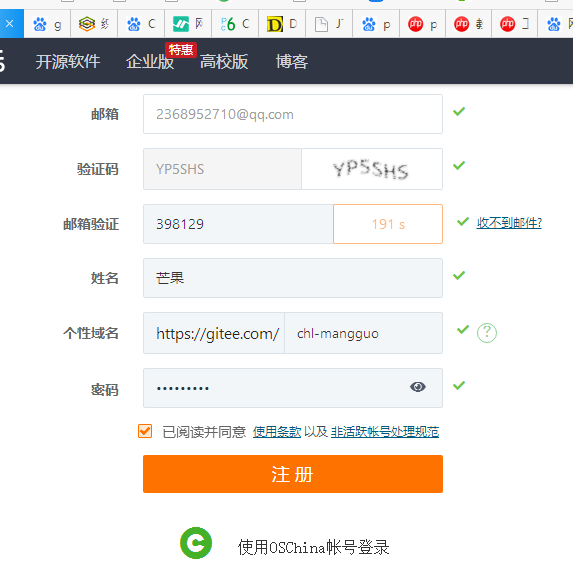 g C D p p
特惠
开源软件 企业版 高校版 博客
邮箱 2368952710@qq.com
验证码 YP5SHS YP5SHS
邮箱验证 398129 191 s 收不到邮件?
姓名 芒果
个性域名 https://gitee.com/ chl-mangguo ?
密码 •••••••••
已阅读并同意 使用条款 以及 非活跃帐号处理规范
注 册
使用OSChina帐号登录